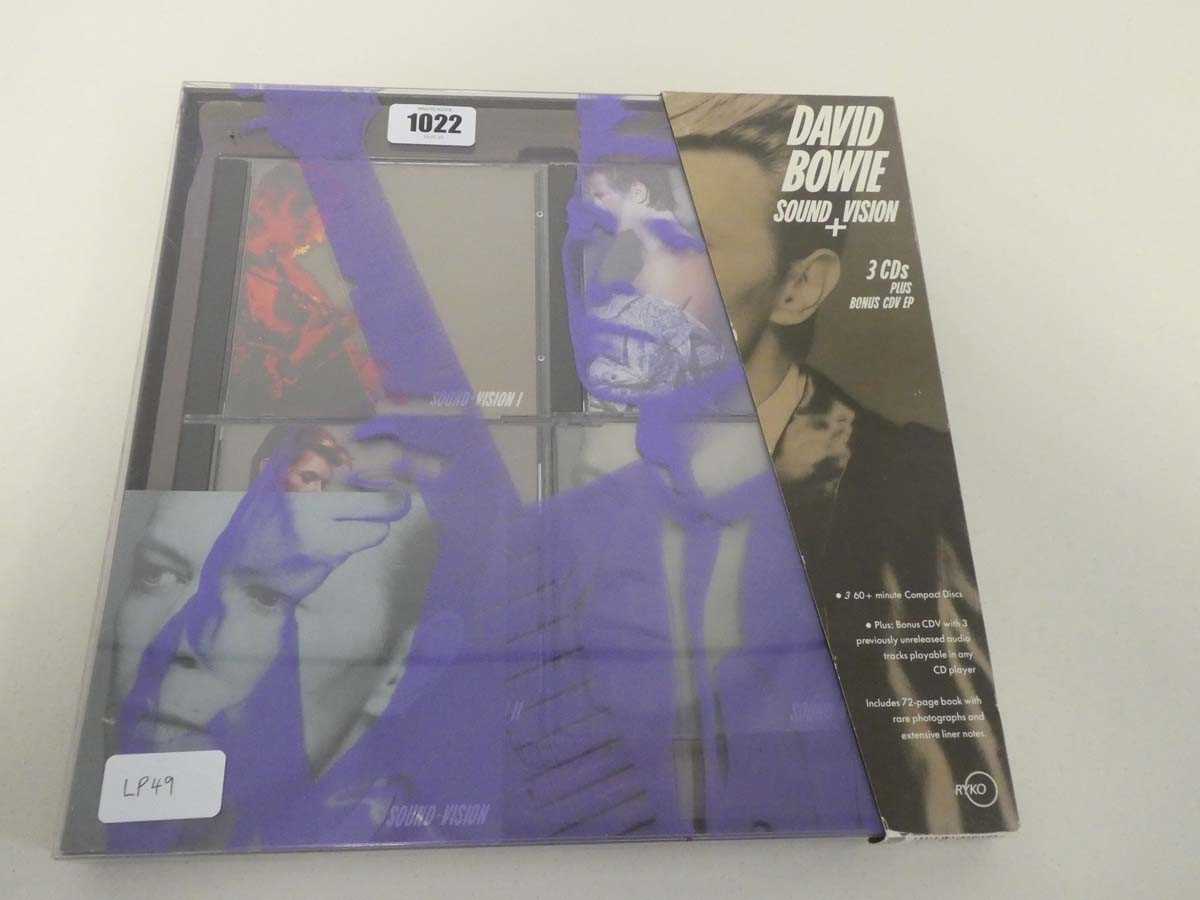 1022
DAVID
BOWIE
SOUND + VISION
3 CDs
PLUS
BONUS CDV EP
SOUND + VISION I
• 3 60+ minute Compact Discs
• Plus: Bonus CDV with 3
previously unreleased audio
tracks playable in any
CD player
Includes 72-page book with
rare photographs and
extensive liner notes.
RYKO
II
SOUND
LP49
SOUND + VISION